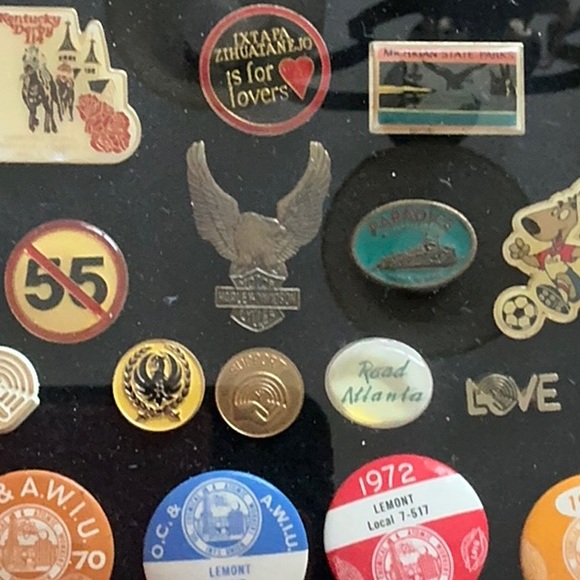 Kentucky
Derby
IXTAPA
ZIHUATANEJO
is for
lovers
MICHIGAN STATE PARKS
55
HARLEY-DAVIDSON
PARADISE
SUPPORT
Road
Atlanta
LOVE
& A.W.I.U.
-70
O.C. & A.W.I.U.
LEMONT
1972
LEMONT
Local 7-517